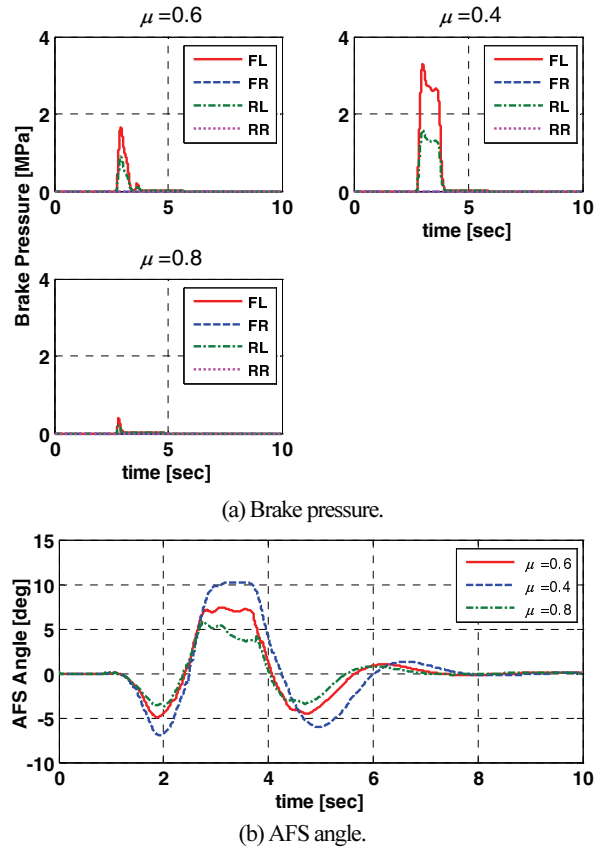 μ =0.6
4
2
0
0
5
10
Brake Pressure [MPa]
FL
FR
RL
RR
μ =0.4
4
2
0
0
5
10
time [sec]
FL
FR
RL
RR
μ =0.8
4
2
0
0
5
10
time [sec]
FL
FR
RL
RR
(a) Brake pressure.
15
10
5
0
-5
-10
AFS Angle [deg]
μ =0.6
μ =0.4
μ =0.8
0
2
4
6
8
10
time [sec]
(b) AFS angle.